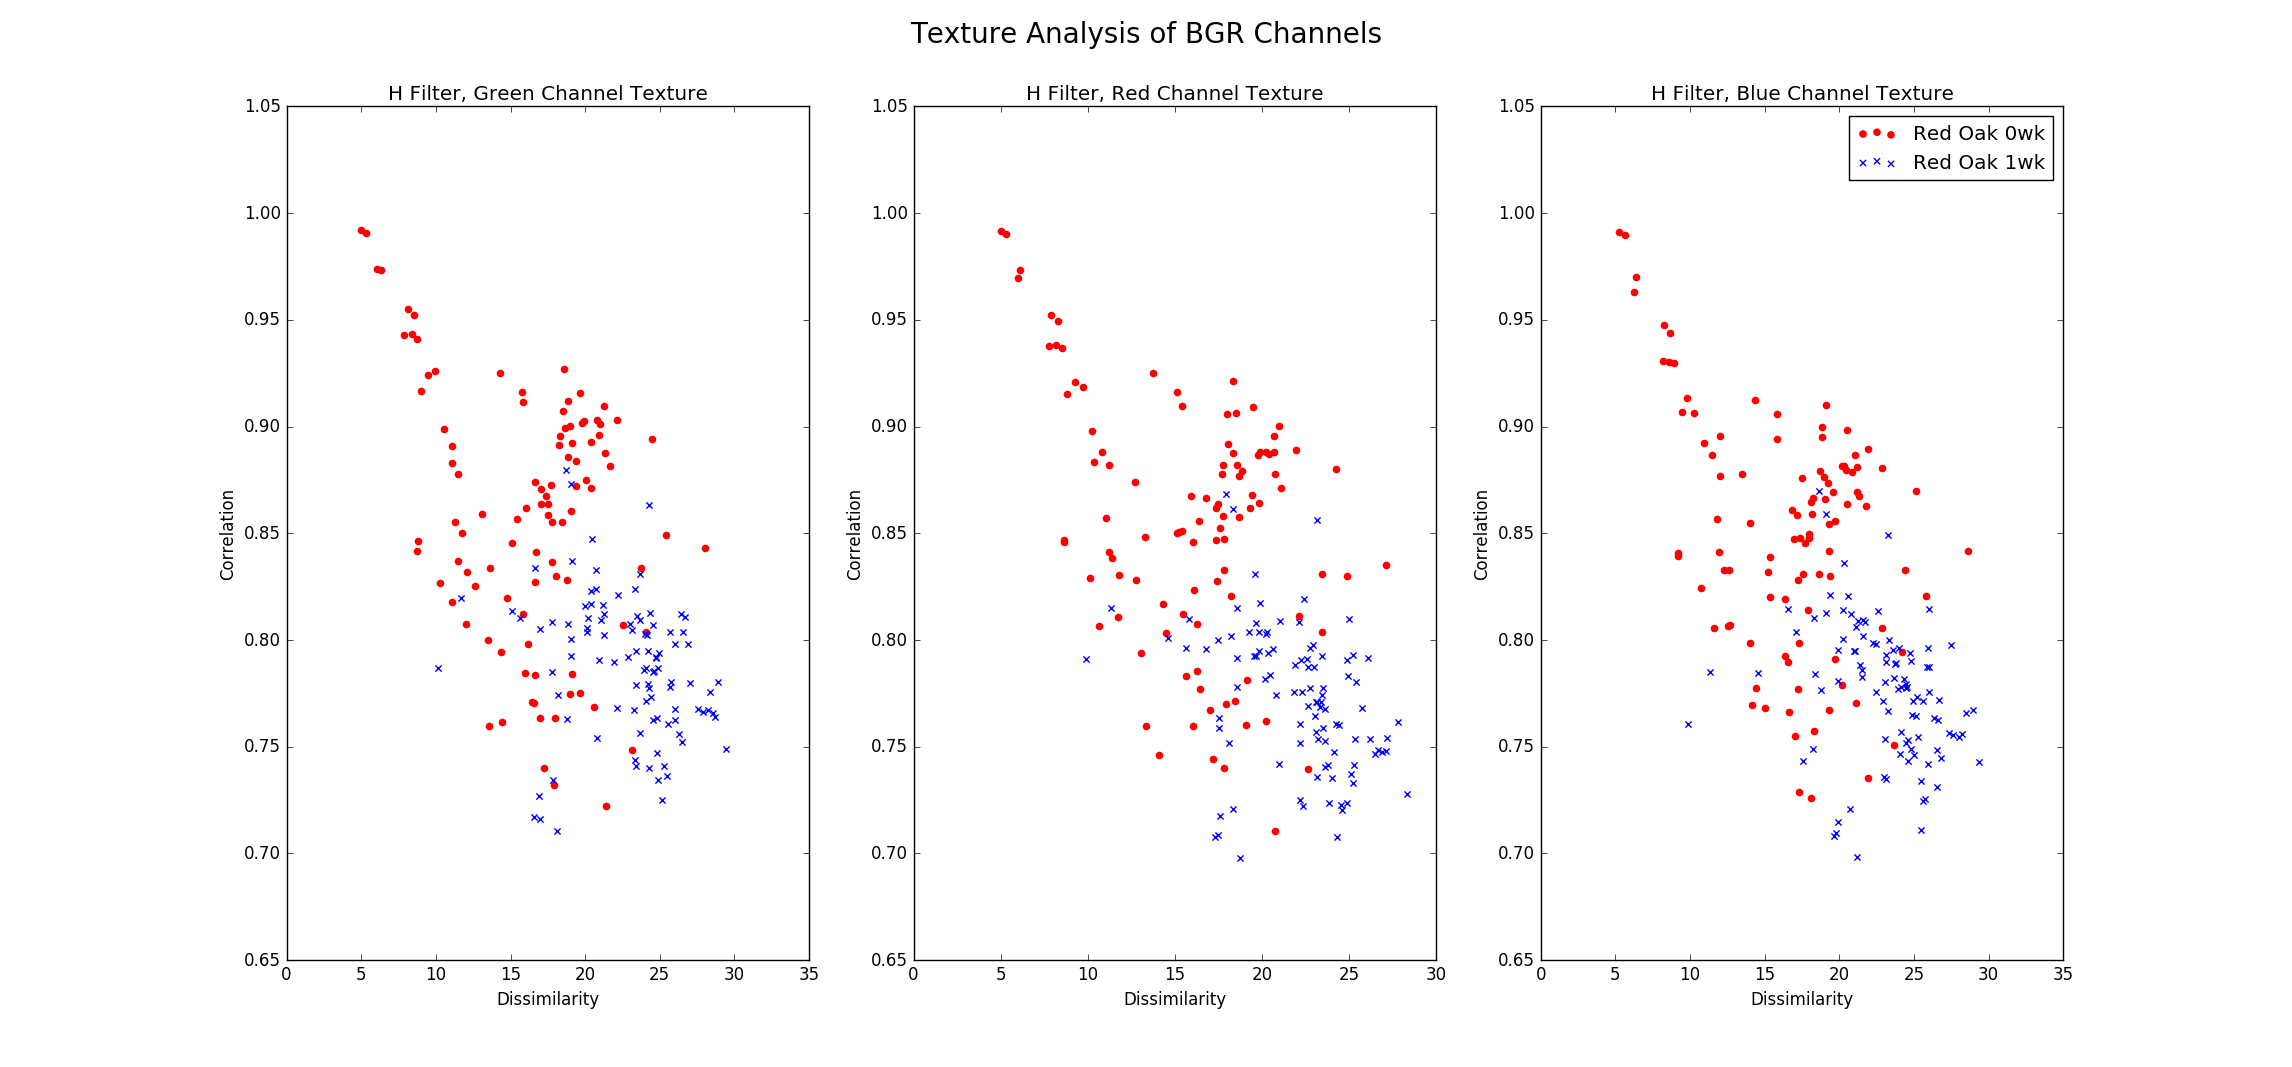 Texture Analysis of BGR Channels
H Filter, Green Channel Texture
1.05
1.00
0.95
0.90
0.85
0.80
0.75
0.70
0.65
Correlation
0 5 10 15 20 25 30 35
Dissimilarity
H Filter, Red Channel Texture
1.05
1.00
0.95
0.90
0.85
0.80
0.75
0.70
0.65
Correlation
0 5 10 15 20 25 30
Dissimilarity
H Filter, Blue Channel Texture
Red Oak 0wk
Red Oak 1wk
1.05
1.00
0.95
0.90
0.85
0.80
0.75
0.70
0.65
Correlation
0 5 10 15 20 25 30 35
Dissimilarity